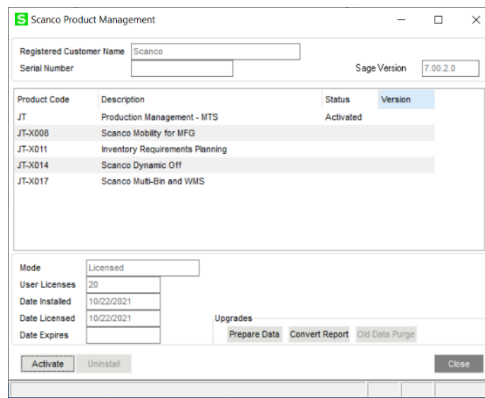 S Scanco Product Management
Registered Customer Name Scanco
Serial Number Sage Version 7.00.2.0
Product Code Description Status Version
JT Production Management - MTS Activated
JT-X008 Scanco Mobility for MFG
JT-X011 Inventory Requirements Planning
JT-X014 Scanco Dynamic Off
JT-X017 Scanco Multi-Bin and WMS
Mode Licensed
User Licenses 20
Date Installed 10/22/2021
Date Licensed 10/22/2021 Upgrades
Date Expires Prepare Data Convert Report Old Data Purge
Activate Uninstall Close